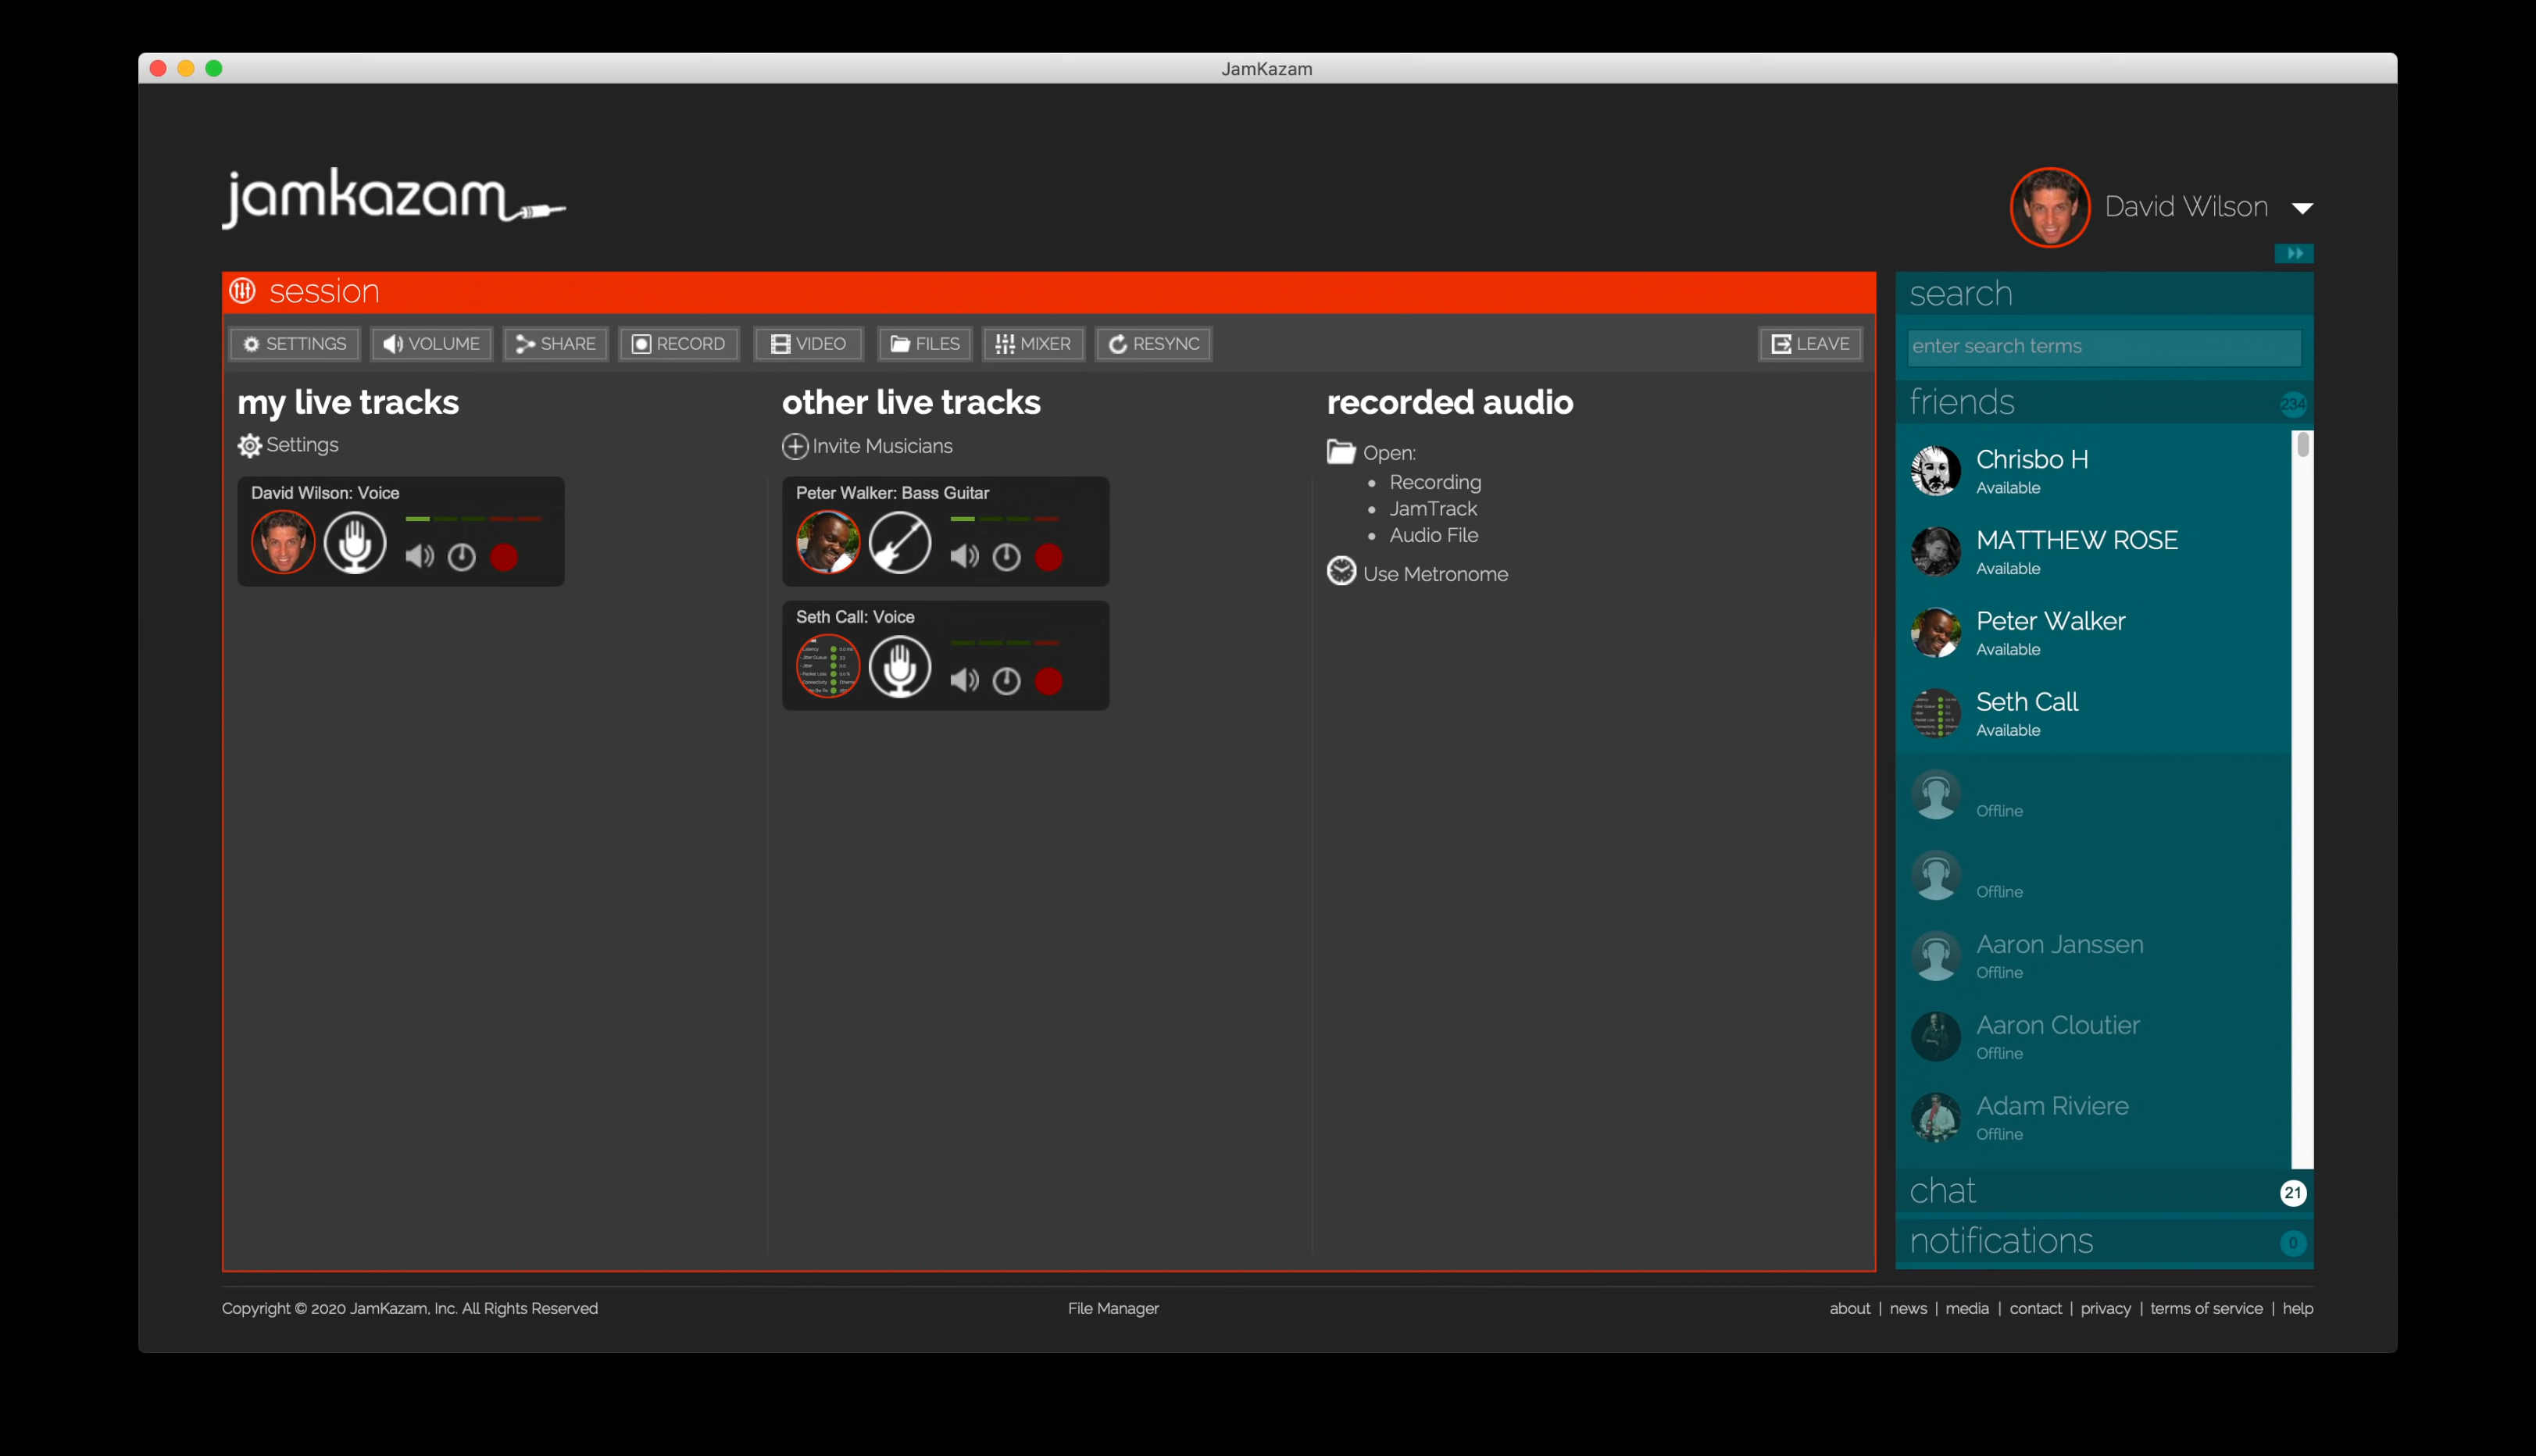 JamKazam
jamkazam
David Wilson
session
SETTINGS VOLUME SHARE RECORD VIDEO FILES MIXER RESYNC LEAVE
my live tracks
Settings
David Wilson: Voice
other live tracks
Invite Musicians
Peter Walker: Bass Guitar
Seth Call: Voice
recorded audio
Open:
• Recording
• JamTrack
• Audio File
Use Metronome
search
enter search terms
friends 234
Chrisbo H
Available
MATTHEW ROSE
Available
Peter Walker
Available
Seth Call
Available
Offline
Offline
Aaron Janssen
Offline
Aaron Cloutier
Offline
Adam Riviere
Offline
chat 21
notifications 0
Copyright © 2020 JamKazam, Inc. All Rights Reserved
File Manager
about | news | media | contact | privacy | terms of service | help